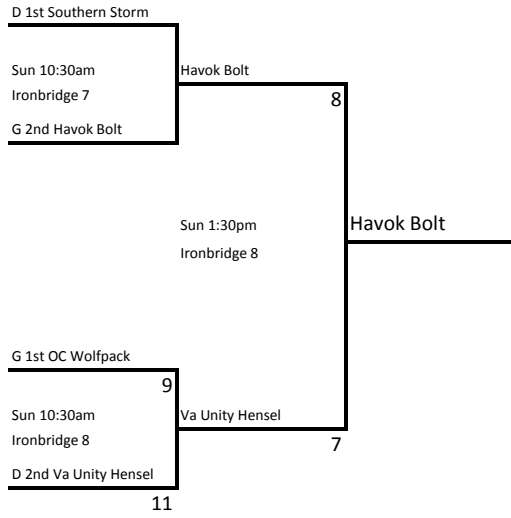 D 1st Southern Storm
Sun 10:30am
Ironbridge 7
G 2nd Havok Bolt
Havok Bolt
8
Sun 1:30pm
Ironbridge 8
Havok Bolt
G 1st OC Wolfpack
9
Sun 10:30am
Ironbridge 8
D 2nd Va Unity Hensel
11
Va Unity Hensel
7